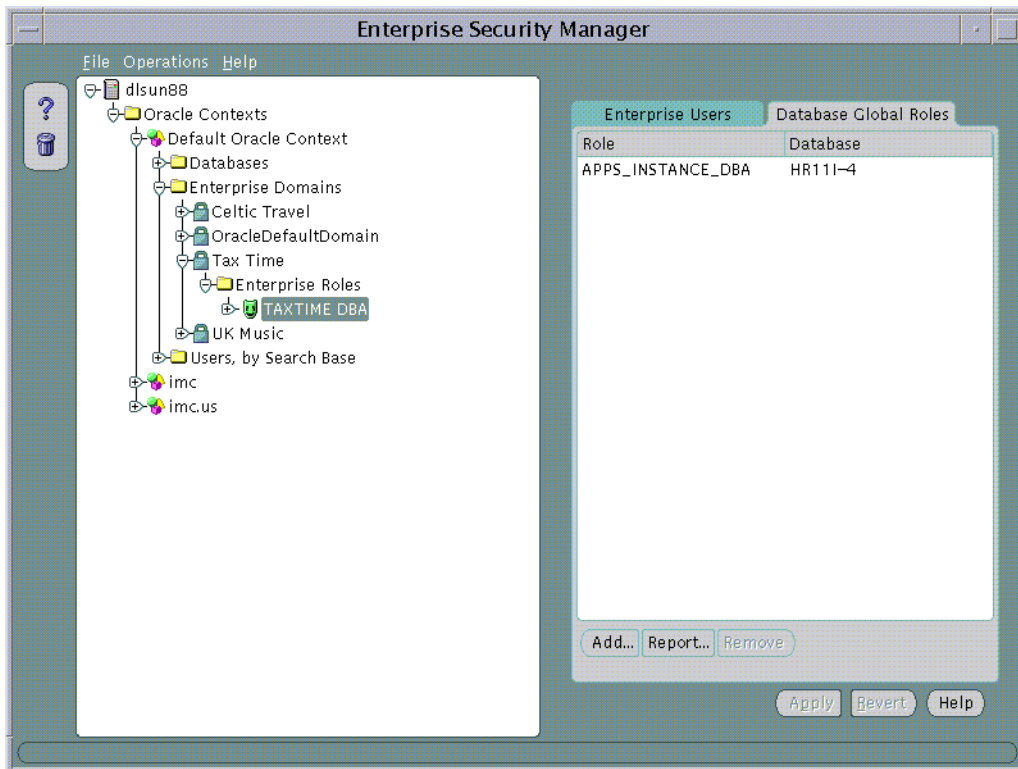 Enterprise Security Manager
File Operations Help
dlsun88
Oracle Contexts
Default Oracle Context
Databases
Enterprise Domains
Celtic Travel
OracleDefaultDomain
Tax Time
Enterprise Roles
TAXTIME DBA
UK Music
Users, by Search Base
imc
imc.us
?
Enterprise Users Database Global Roles
Role Database
APPS_INSTANCE_DBA HR11I-4
Add... Report... Remove
Apply Revert Help